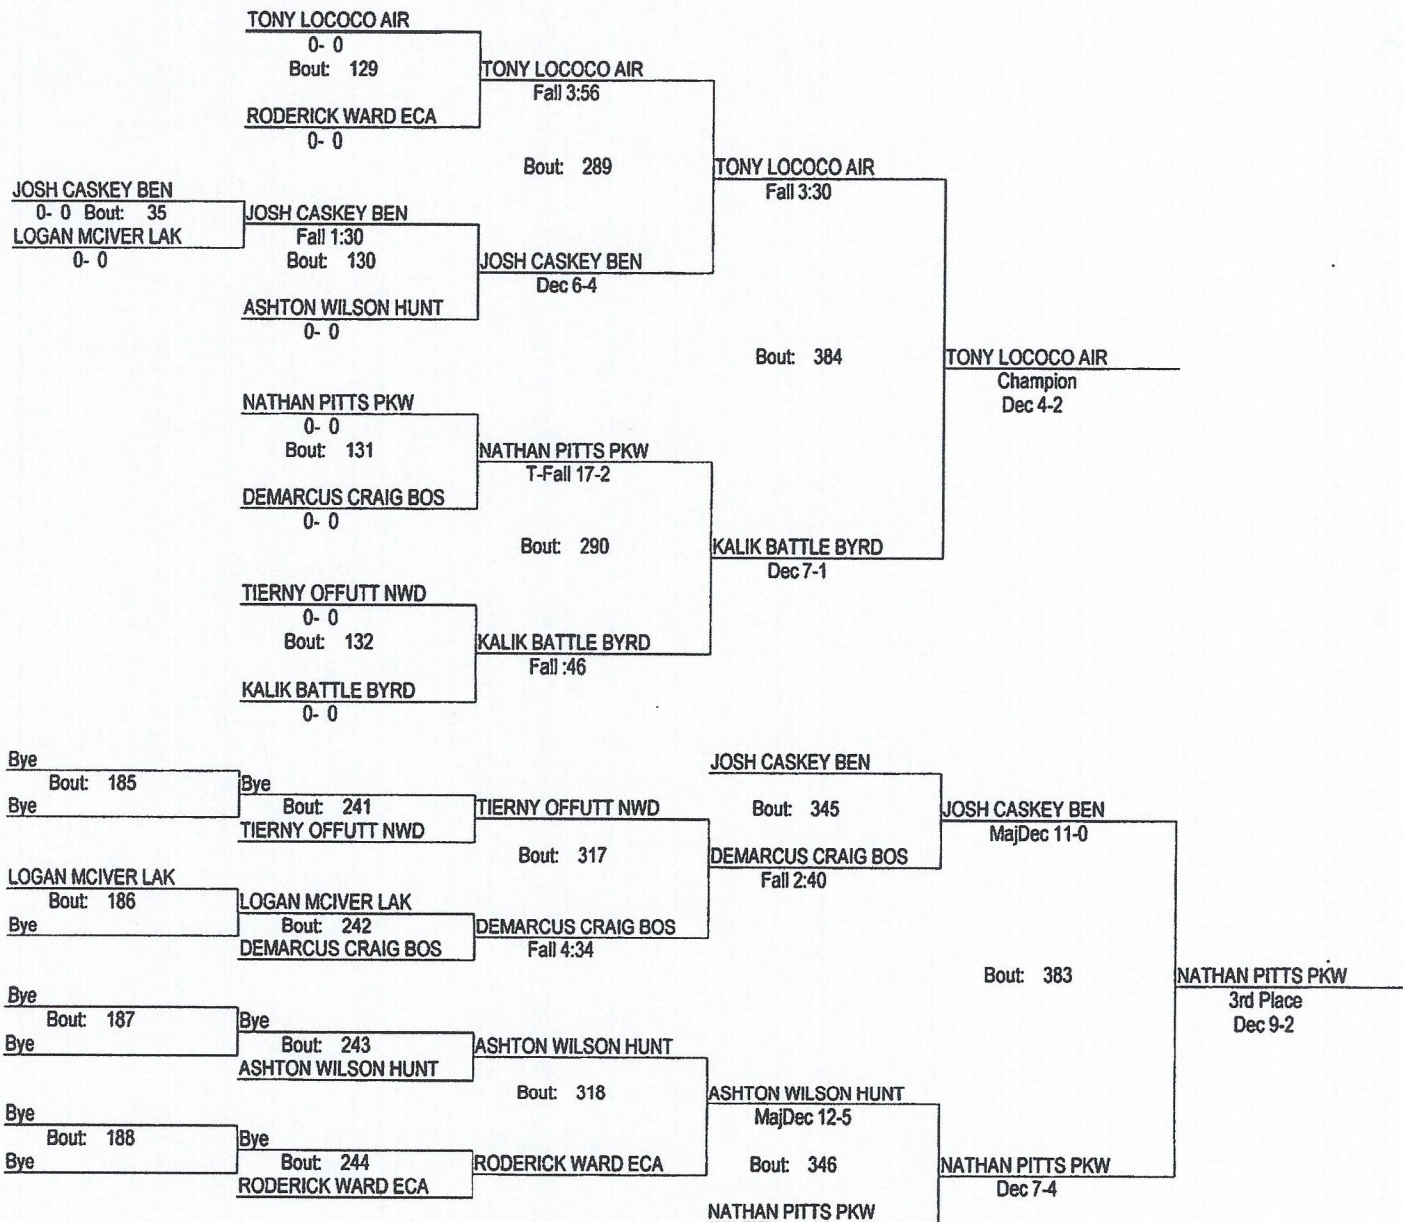 TONY LOCOCO AIR
0- 0
Bout: 129
TONY LOCOCO AIR
Fall 3:56
RODERICK WARD ECA
0- 0
Bout: 289
TONY LOCOCO AIR
Fall 3:30
JOSH CASKEY BEN
0- 0 Bout: 35
LOGAN MCIVER LAK
0- 0
JOSH CASKEY BEN
Fall 1:30
Bout: 130
JOSH CASKEY BEN
Dec 6-4
ASHTON WILSON HUNT
0- 0
Bout: 384
TONY LOCOCO AIR
Champion
Dec 4-2
NATHAN PITTS PKW
0- 0
Bout: 131
NATHAN PITTS PKW
T-Fall 17-2
DEMARCUS CRAIG BOS
0- 0
Bout: 290
KALIK BATTLE BYRD
Dec 7-1
TIERNY OFFUTT NWD
0- 0
Bout: 132
KALIK BATTLE BYRD
Fall :46
KALIK BATTLE BYRD
0- 0
Bye
Bout: 185
Bye
Bye
Bout: 241
TIERNY OFFUTT NWD
TIERNY OFFUTT NWD
Bout: 317
JOSH CASKEY BEN
Bout: 345
JOSH CASKEY BEN
MajDec 11-0
DEMARCUS CRAIG BOS
Fall 2:40
LOGAN MCIVER LAK
Bout: 186
Bye
LOGAN MCIVER LAK
Bout: 242
DEMARCUS CRAIG BOS
DEMARCUS CRAIG BOS
Fall 4:34
Bout: 383
NATHAN PITTS PKW
3rd Place
Dec 9-2
Bye
Bout: 187
Bye
Bye
Bout: 243
ASHTON WILSON HUNT
ASHTON WILSON HUNT
Bout: 318
ASHTON WILSON HUNT
MajDec 12-5
Bye
Bout: 188
Bye
Bye
Bout: 244
RODERICK WARD ECA
RODERICK WARD ECA
Bout: 346
NATHAN PITTS PKW
Dec 7-4
NATHAN PITTS PKW